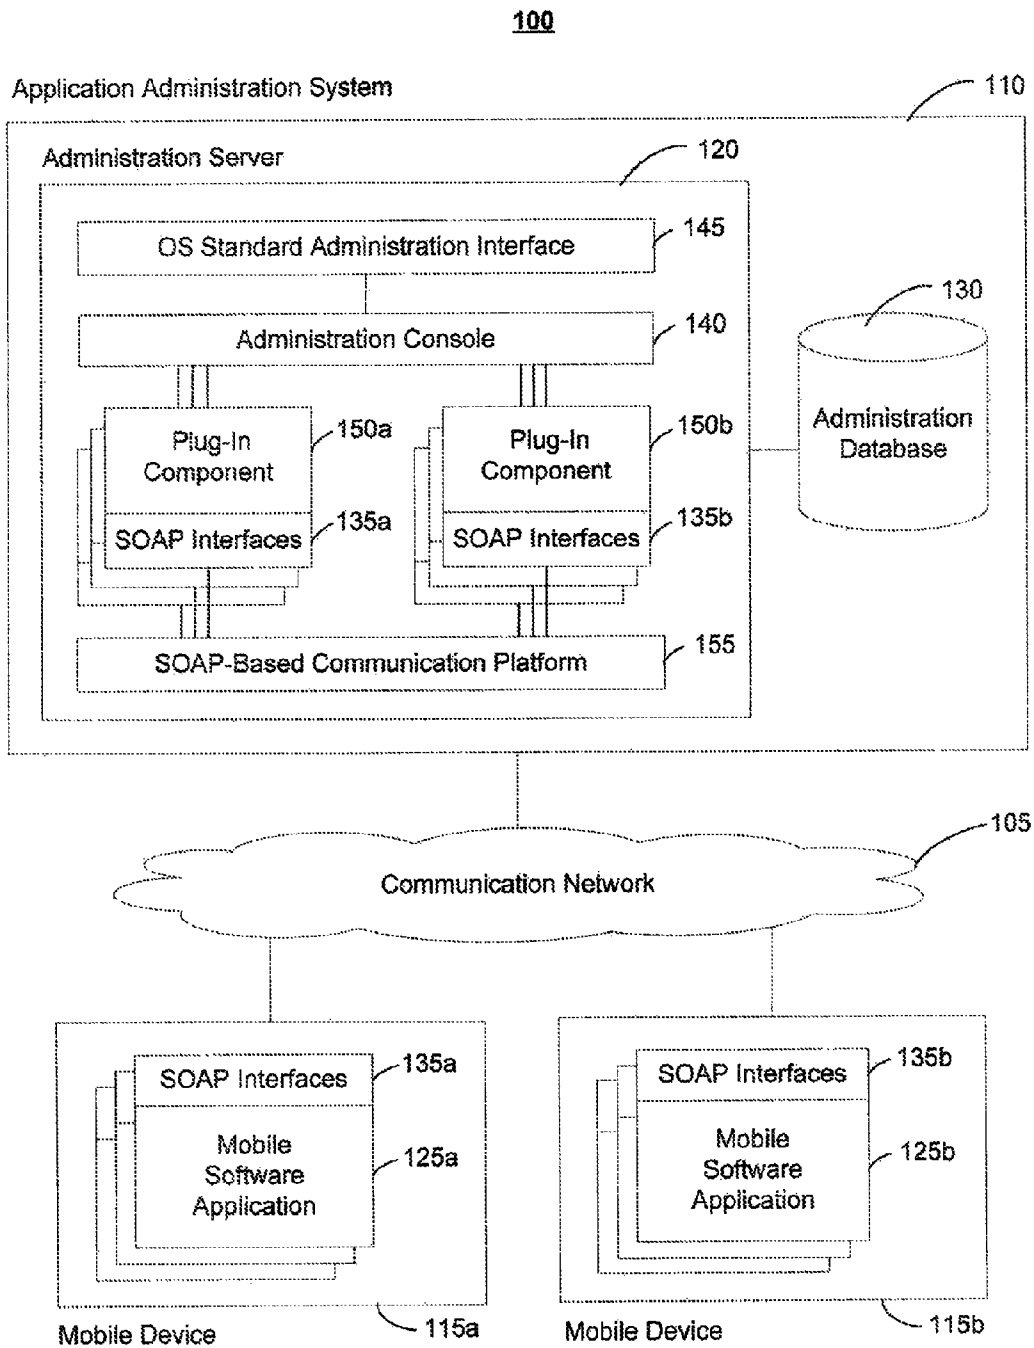 100
Application Administration System
110
Administration Server
120
OS Standard Administration Interface
145
130
Administration Console
140
Plug-In
Component
150a
Plug-In
Component
150b
Administration
Database
SOAP Interfaces
135a
SOAP Interfaces
135b
SOAP-Based Communication Platform
155
105
Communication Network
SOAP Interfaces
135a
SOAP Interfaces
135b
Mobile
Software
Application
125a
Mobile
Software
Application
125b
Mobile Device
115a
Mobile Device
115b